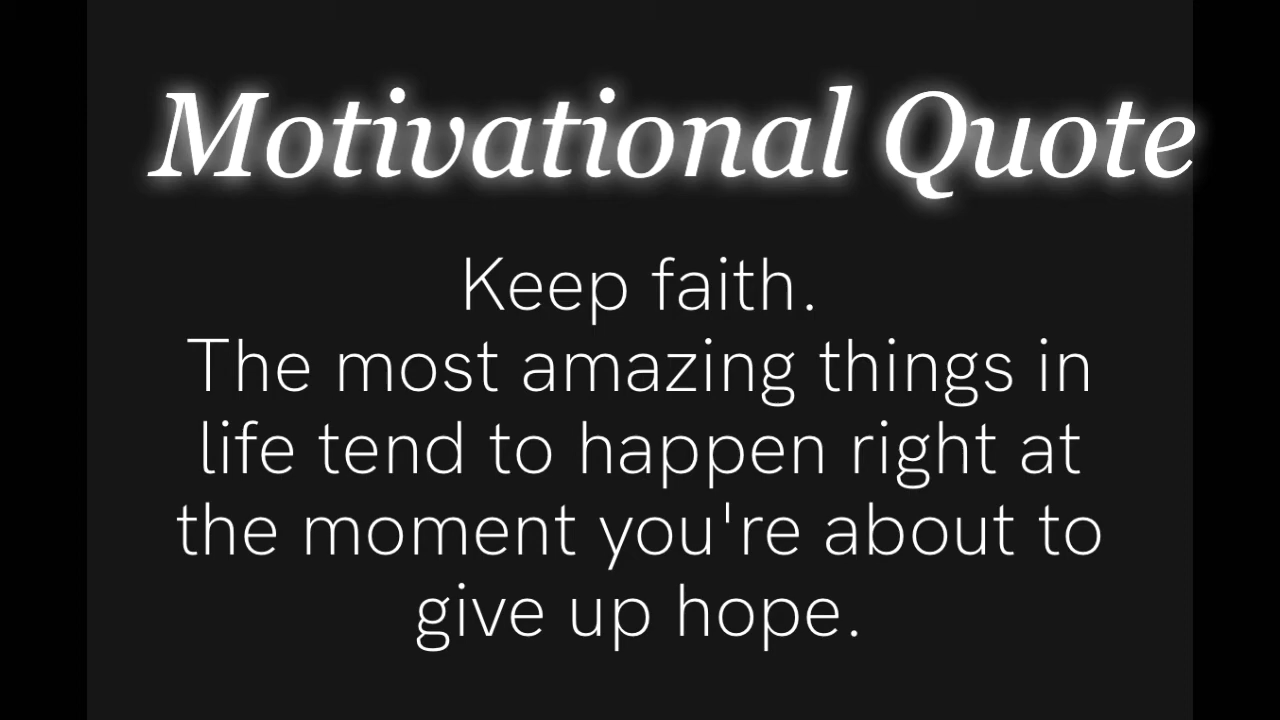 Motivational Quote
Keep faith.
The most amazing things in
life tend to happen right at
the moment you're about to
give up hope.